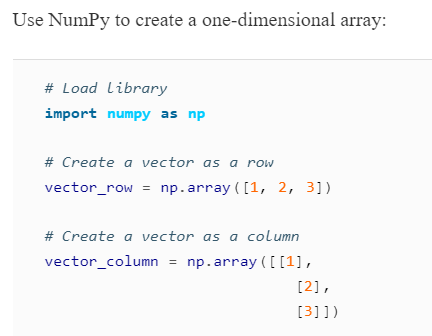 Use NumPy to create a one-dimensional array:
# Load library
import numpy as np
# Create a vector as a row
vector_row = np.array([1, 2, 3])
# Create a vector as a column
vector_column = np.array([[1],
[2],
[3]])